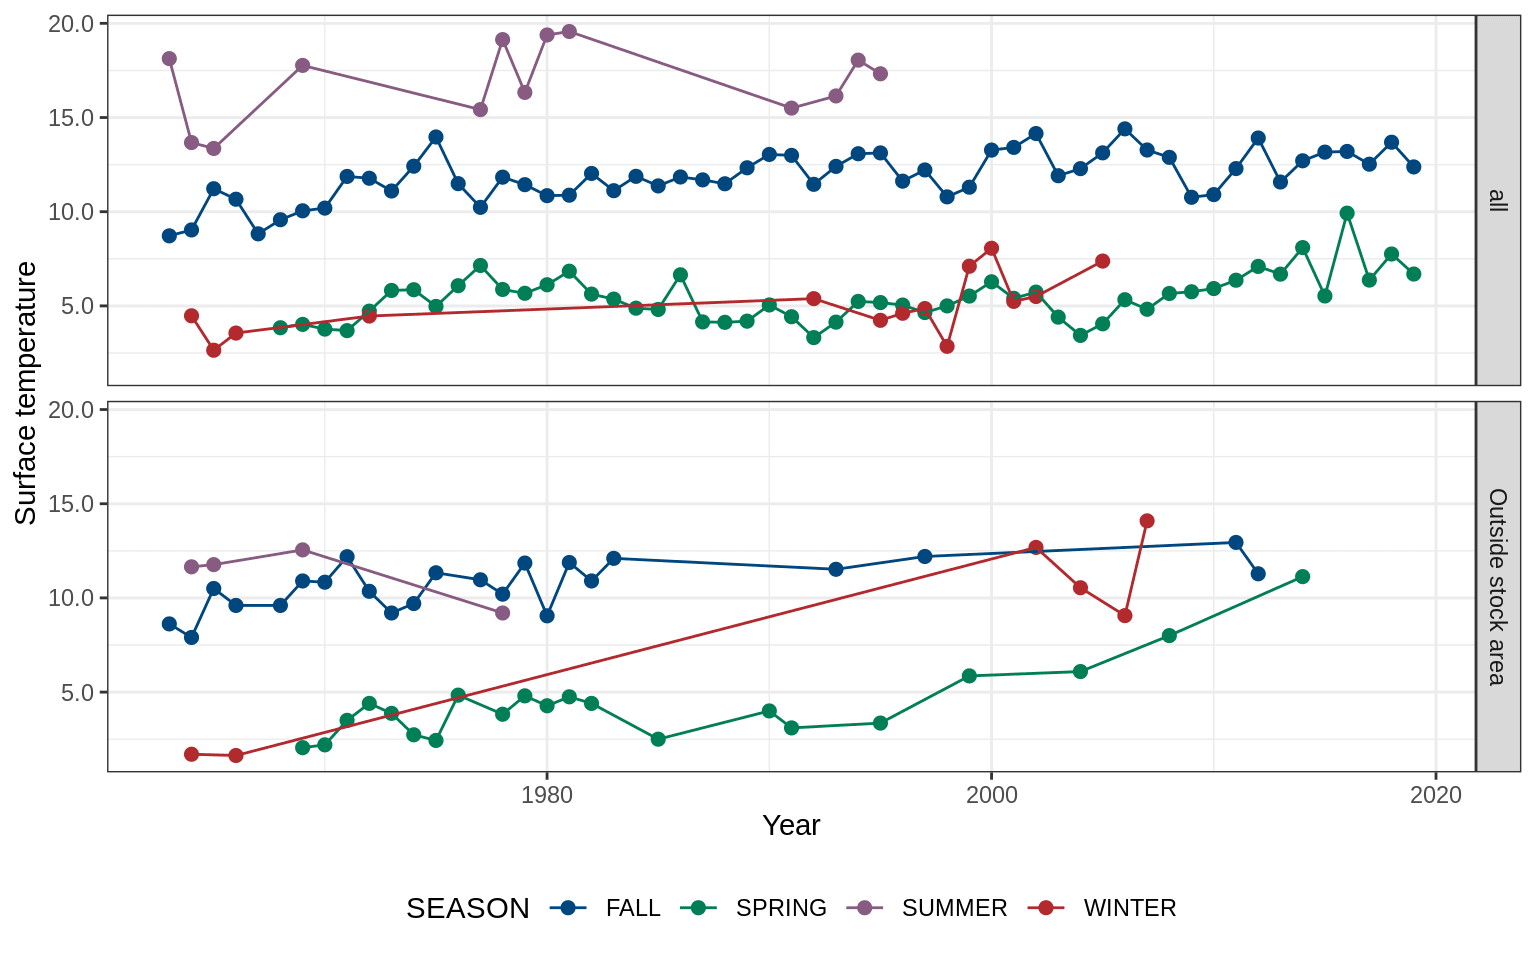 Surface temperature
20.0
15.0
10.0
5.0
all
20.0
15.0
10.0
5.0
Outside stock area
1980 2000 2020
Year
SEASON FALL SPRING SUMMER WINTER